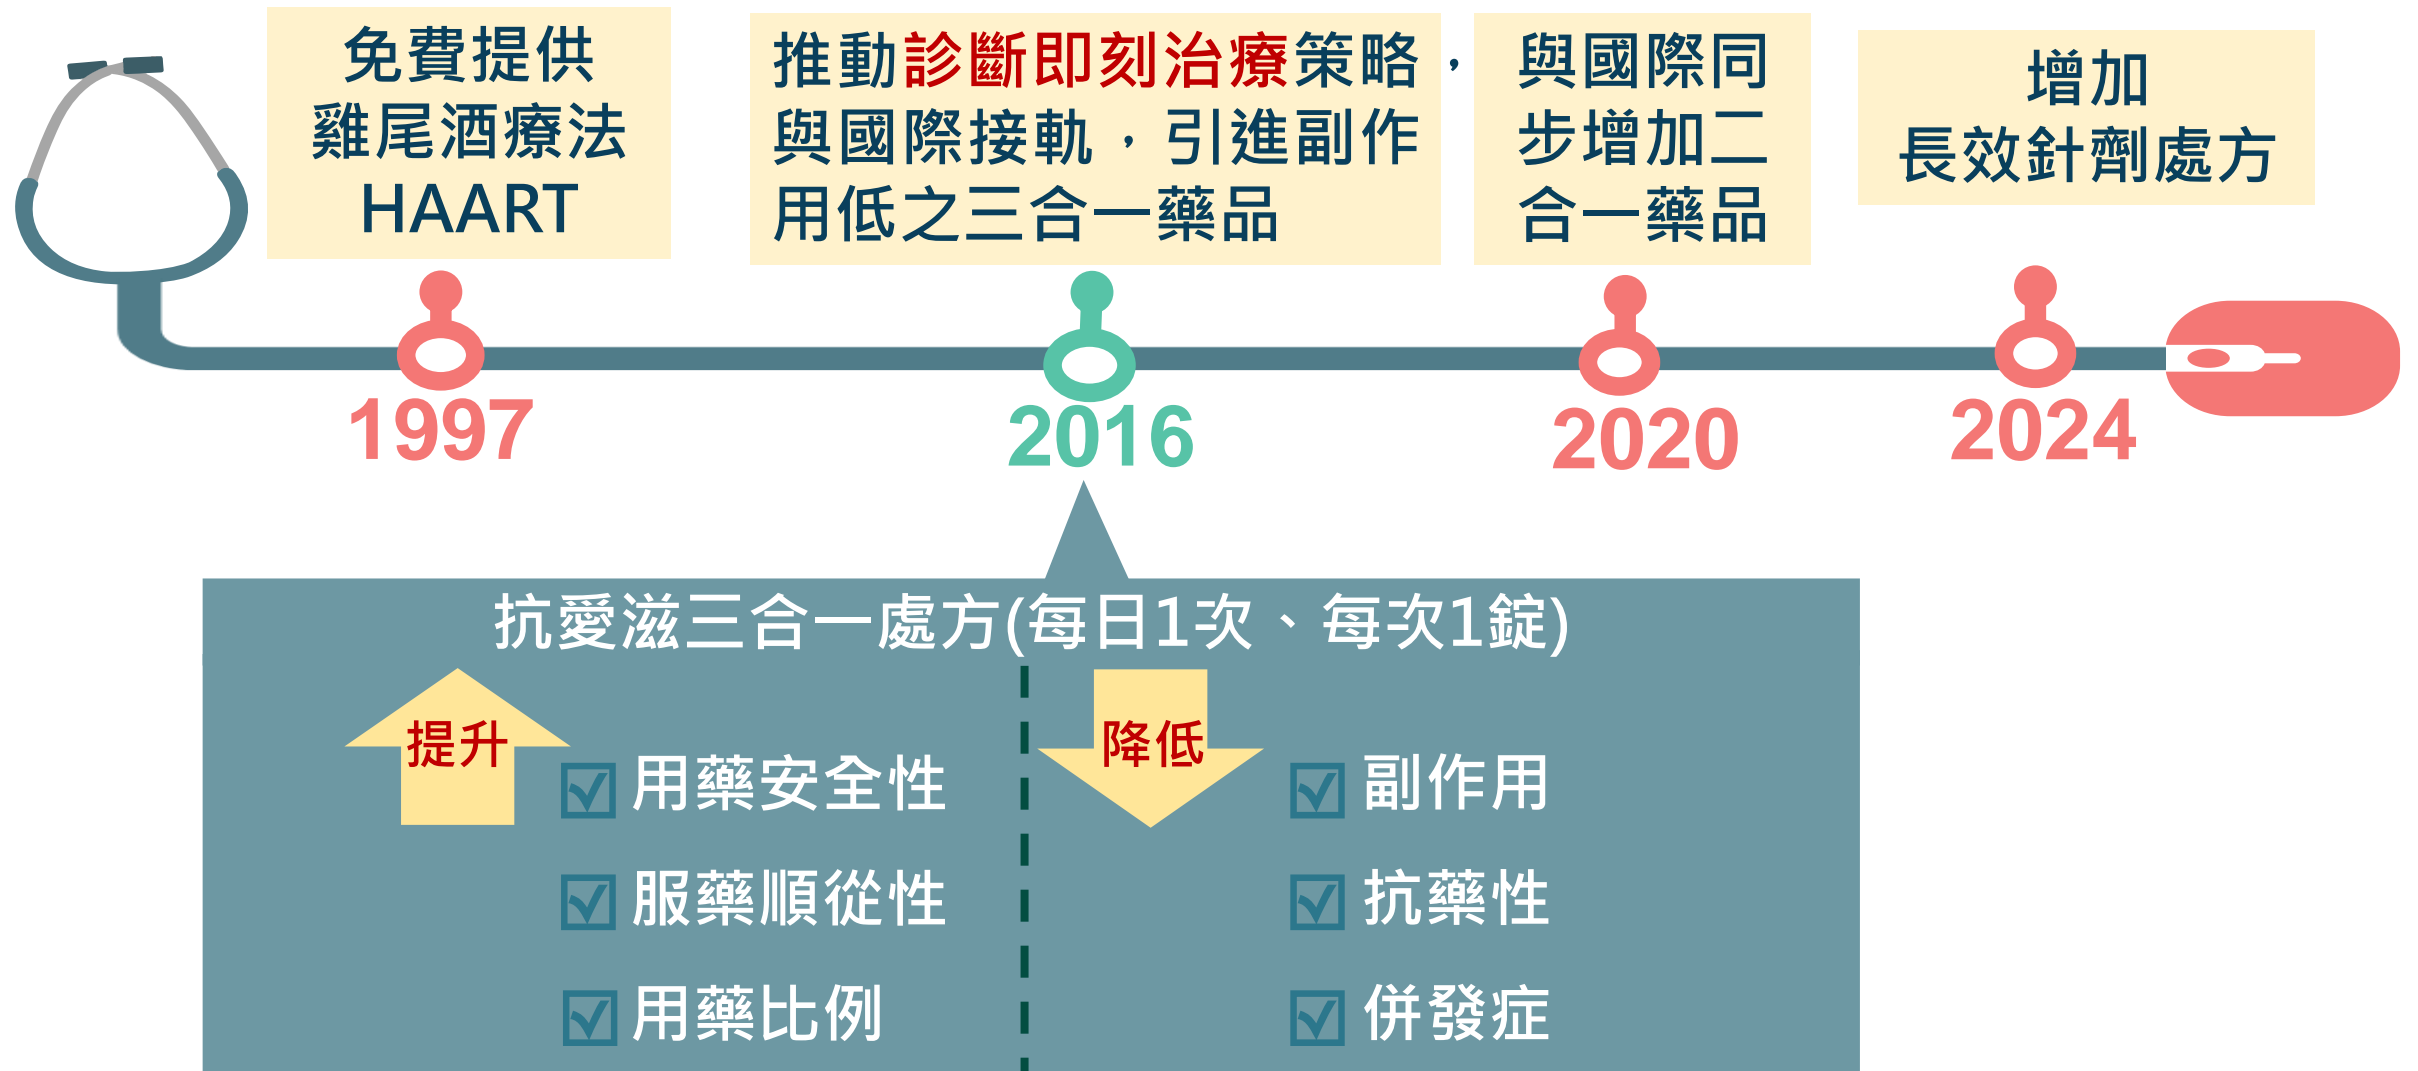 免費提供
雞尾酒療法
HAART
推動診斷即刻治療策略，
與國際接軌，引進副作
用低之三合一藥品
與國際同
步增加二
合一藥品
增加
長效針劑處方
1997
2016
2020
2024
抗愛滋三合一處方(每日1次、每次1錠)
提升
用藥安全性
服藥順從性
用藥比例
降低
副作用
抗藥性
併發症